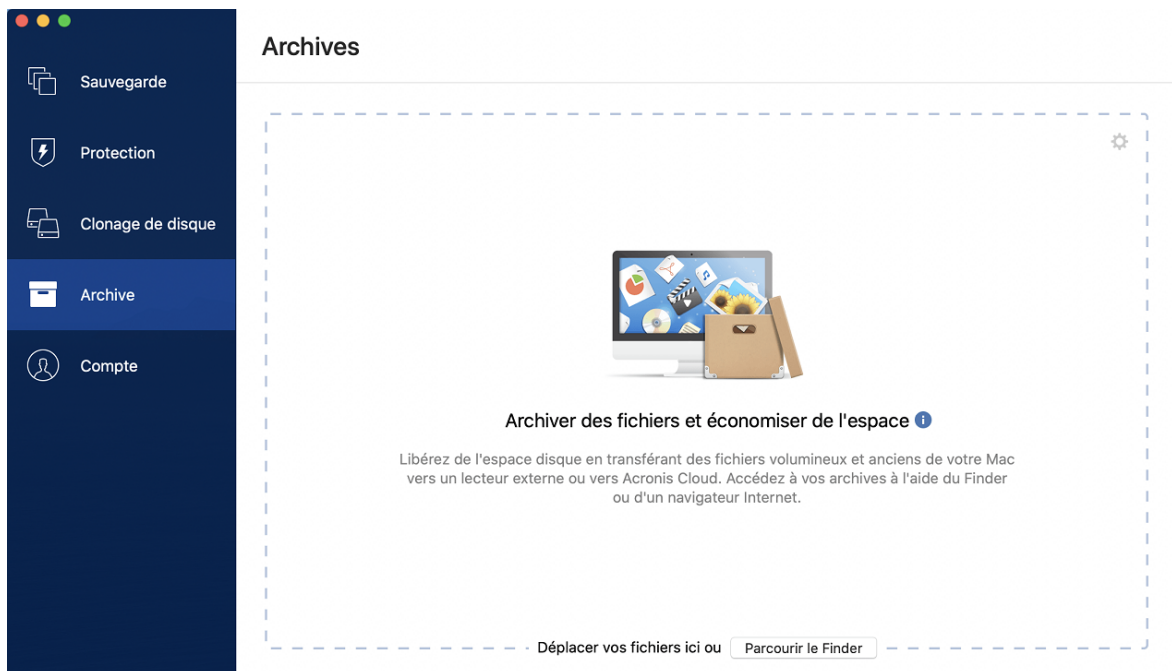 Archives
Sauvegarde
Protection
Clonage de disque
Archive
Compte
Archiver des fichiers et économiser de l'espace
Libérez de l'espace disque en transférant des fichiers volumineux et anciens de votre Mac
vers un lecteur externe ou vers Acronis Cloud. Accédez à vos archives à l'aide du Finder
ou d'un navigateur Internet.
Déplacer vos fichiers ici ou Parcourir le Finder